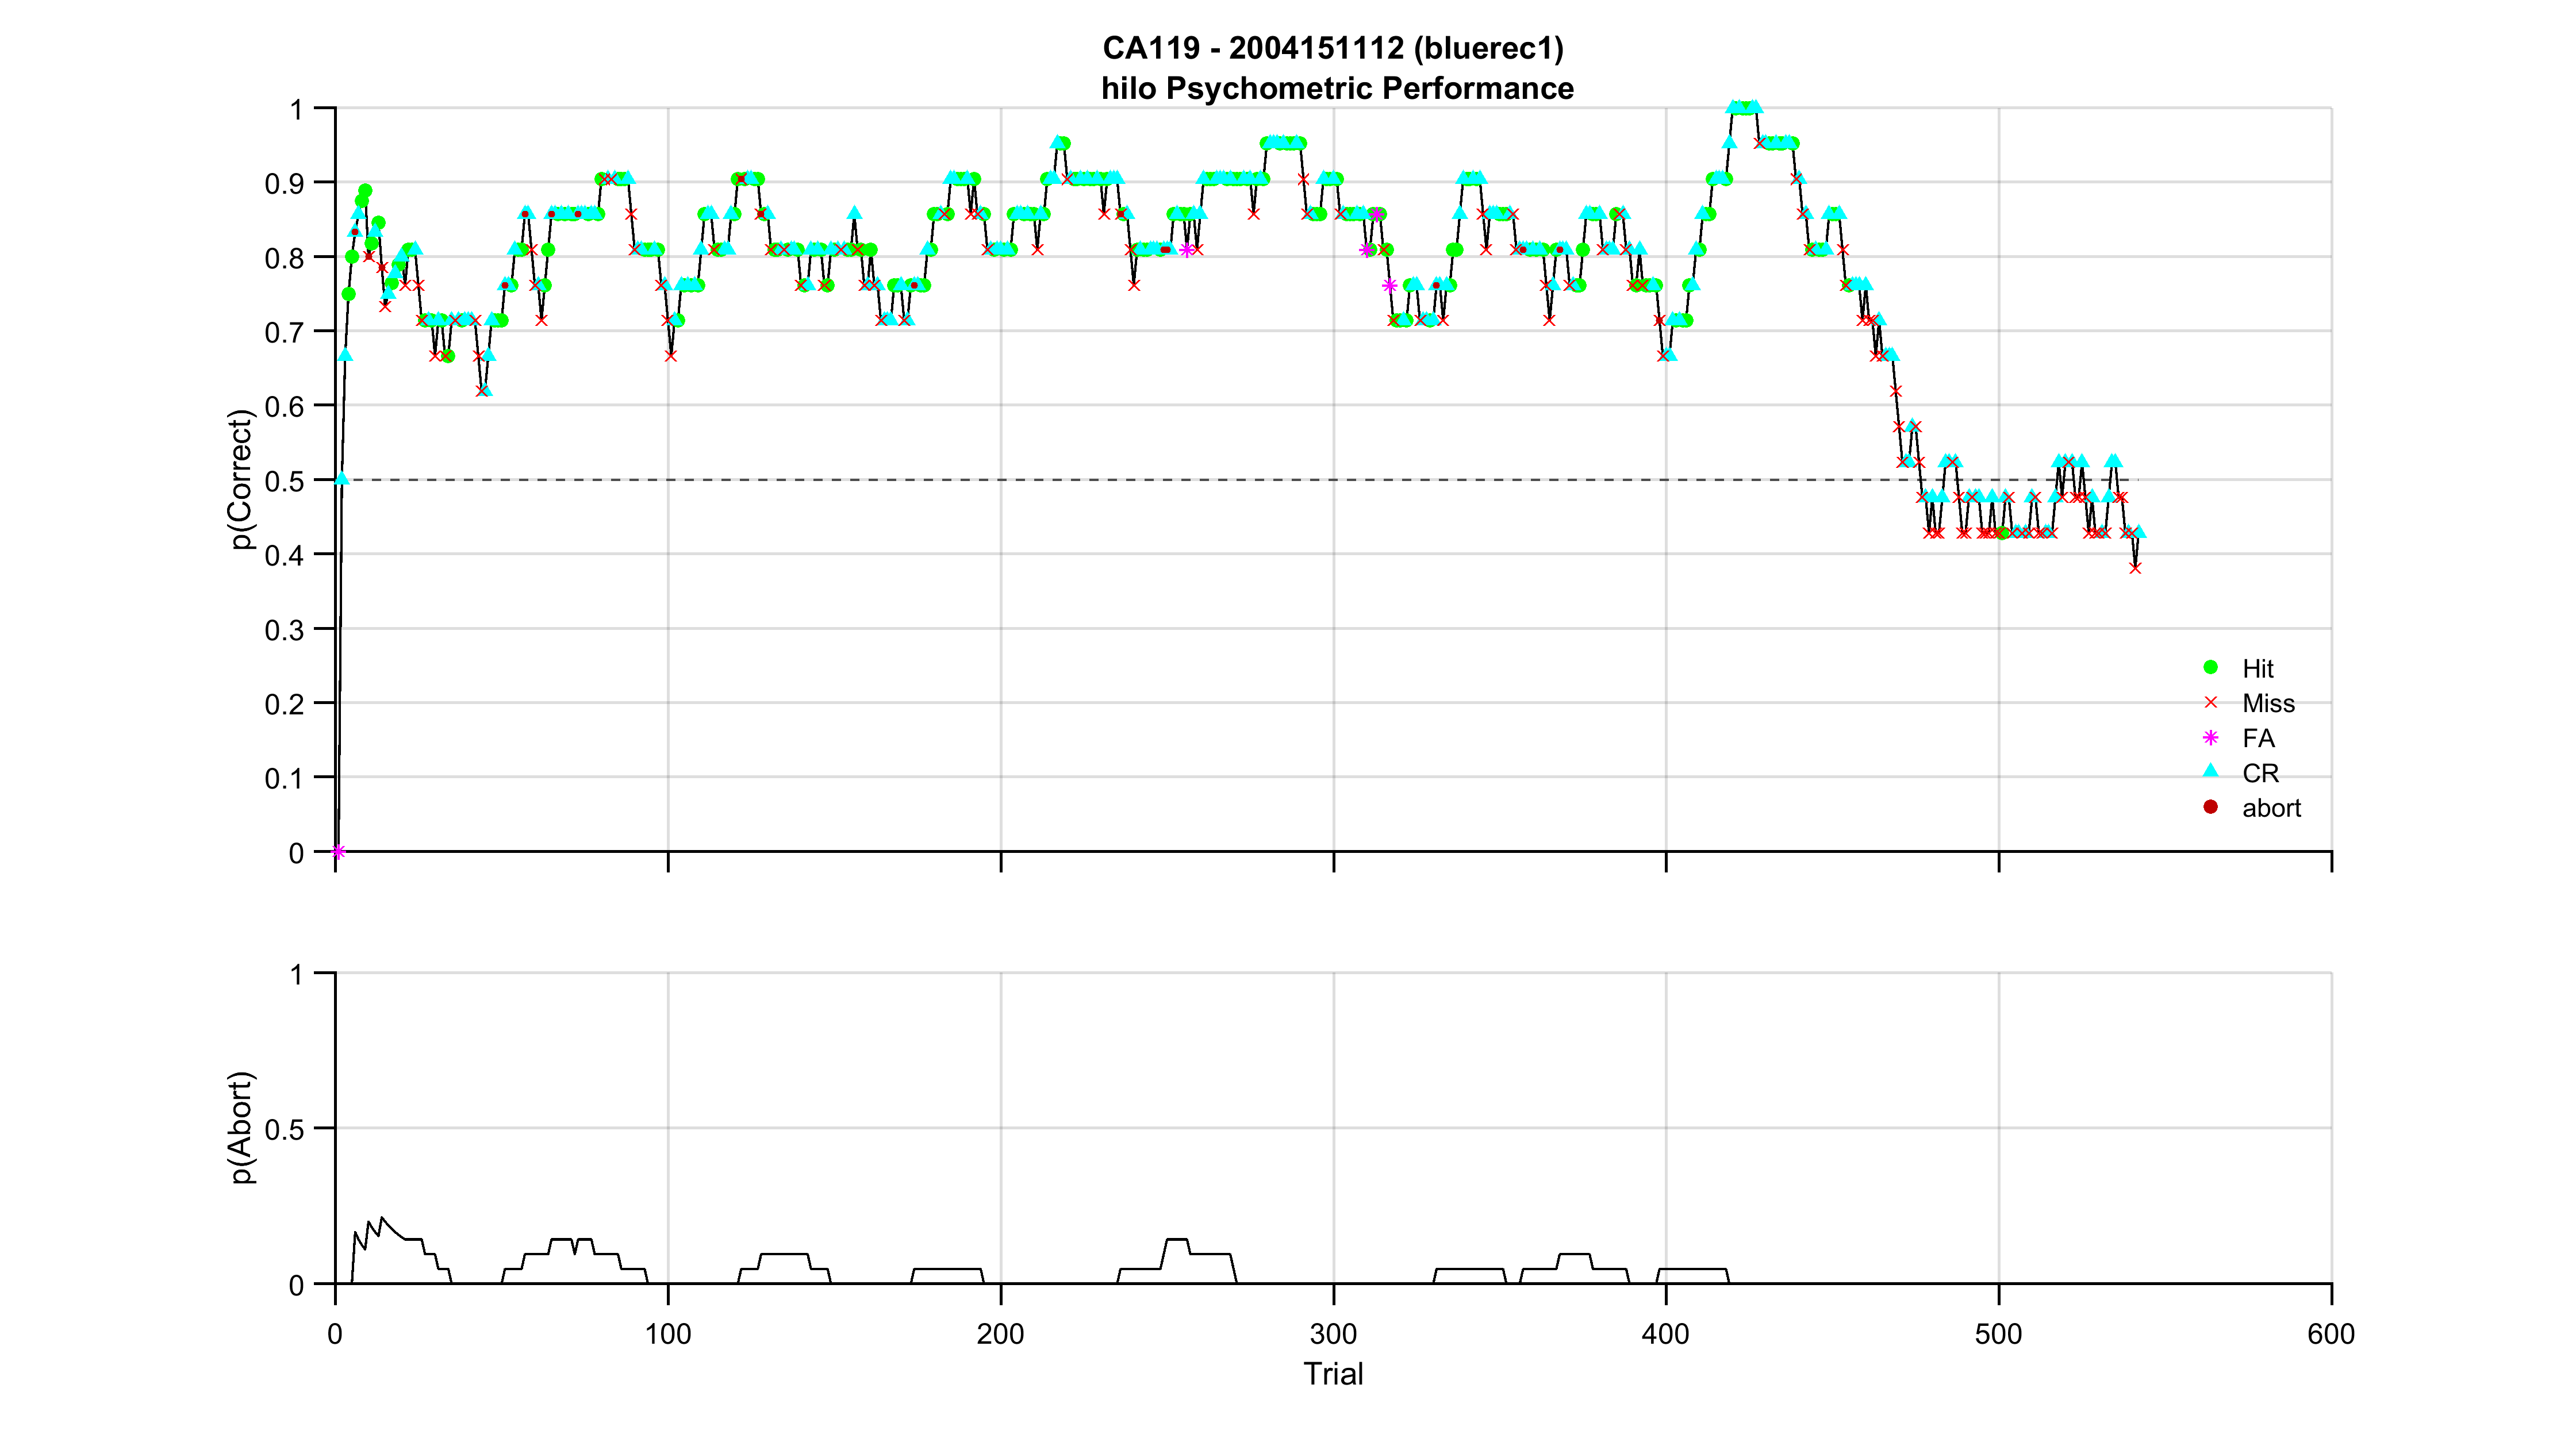 CA119 - 2004151112 (bluerec1)
hilo Psychometric Performance
1
0.9
0.8
0.7
0.6
0.5
0.4
0.3
0.2
0.1
0
p(Correct)
Hit
Miss
FA
CR
abort
1
0.5
0
p(Abort)
0 100 200 300 400 500 600
Trial